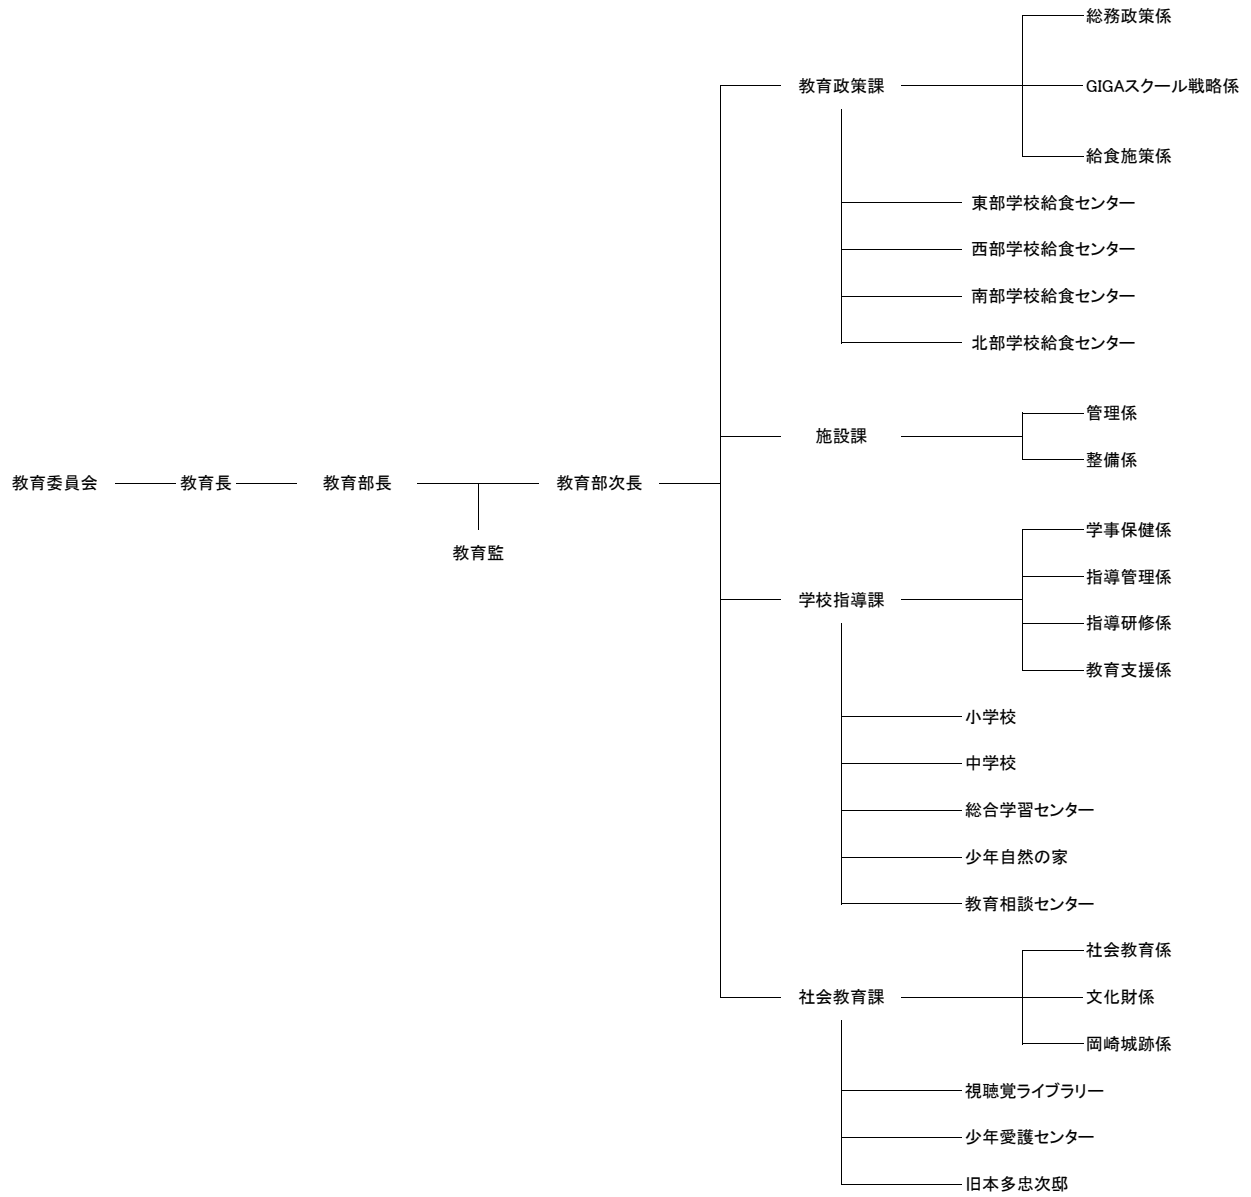 総務政策係
教育政策課
GIGAスクール戦略係
給食施策係
東部学校給食センター
西部学校給食センター
南部学校給食センター
北部学校給食センター
管理係
施設課
整備係
教育委員会 教育長 教育部長 教育部次長
教育監
学事保健係
指導管理係
学校指導課
指導研修係
教育支援係
小学校
中学校
総合学習センター
少年自然の家
教育相談センター
社会教育係
社会教育課
文化財係
岡崎城跡係
視聴覚ライブラリー
少年愛護センター
旧本多忠次邸